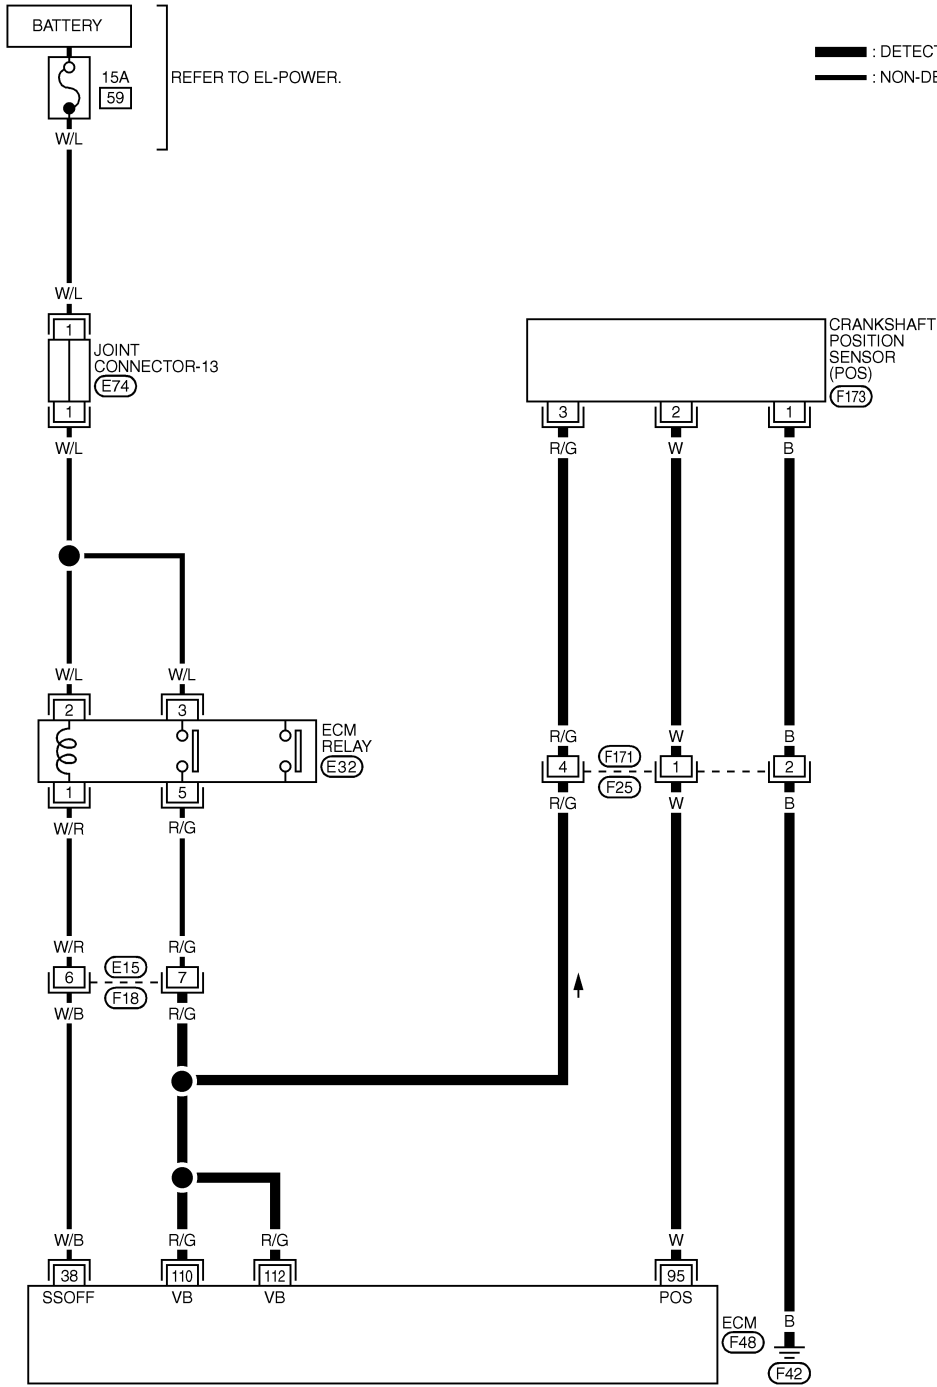 BATTERY
15A
59
REFER TO EL-POWER.
: DETECT
: NON-DE
W/L
W/L
1
JOINT
CONNECTOR-13
E74
1
W/L
CRANKSHAFT
POSITION
SENSOR
(POS)
F173
3
2
1
R/G
W
B
W/L
W/L
2
3
ECM
RELAY
E32
1
5
W/R
R/G
R/G
W
B
4
F171
F25
1
2
R/G
W
B
W/R
R/G
6
E15
F18
7
W/B
R/G
W/B
R/G
R/G
W
38
110
112
95
SSOFF
VB
VB
POS
ECM
F48
B
F42